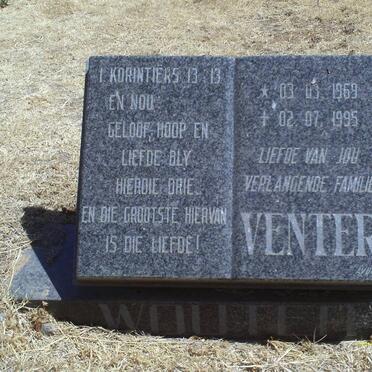 1 KORINTIERS 13 : 13
EN NOU
GELOOF, HOOP EN
LIEFDE BLY
HIERDIE DRIE.
EN DIE GROOTSTE HIERVAN
IS DIE LIEFDE!
* 03 03 1969
+ 02 07 1995
LIEFDE VAN JOU
VERLANGENDE FAMILIE
VENTER